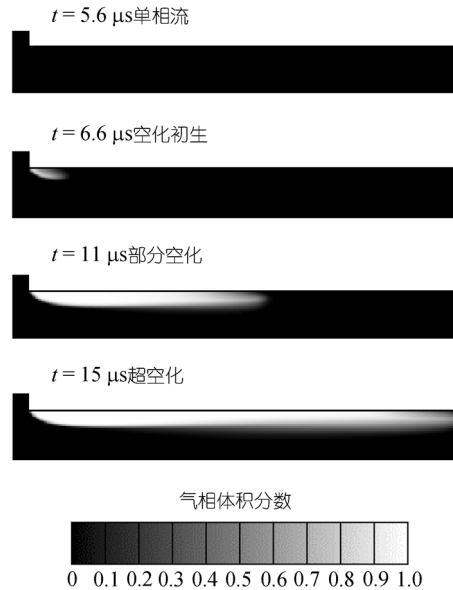 t = 5.6 μs单相流
t = 6.6 μs空化初生
t = 11 μs部分空化
t = 15 μs超空化
气相体积分数
0 0.1 0.2 0.3 0.4 0.5 0.6 0.7 0.8 0.9 1.0